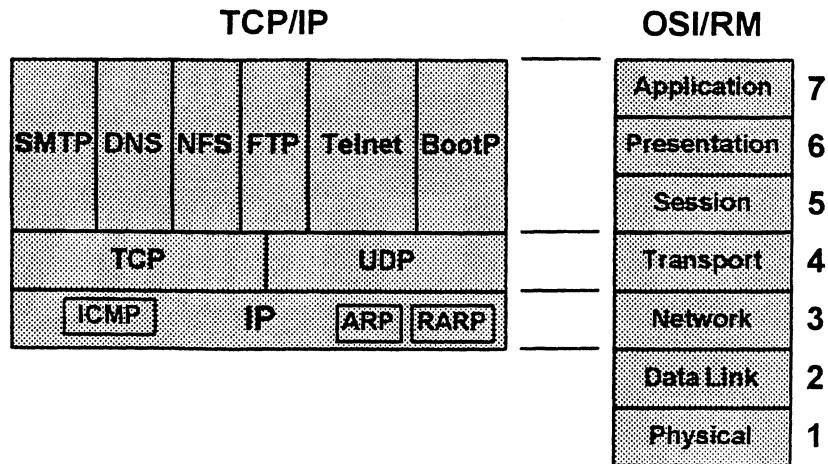 TCP/IP
OSI/RM
SMTP DNS NFS FTP Telnet BootP
TCP UDP
ICMP IP ARP RARP
Application 7
Presentation 6
Session 5
Transport 4
Network 3
Data Link 2
Physical 1